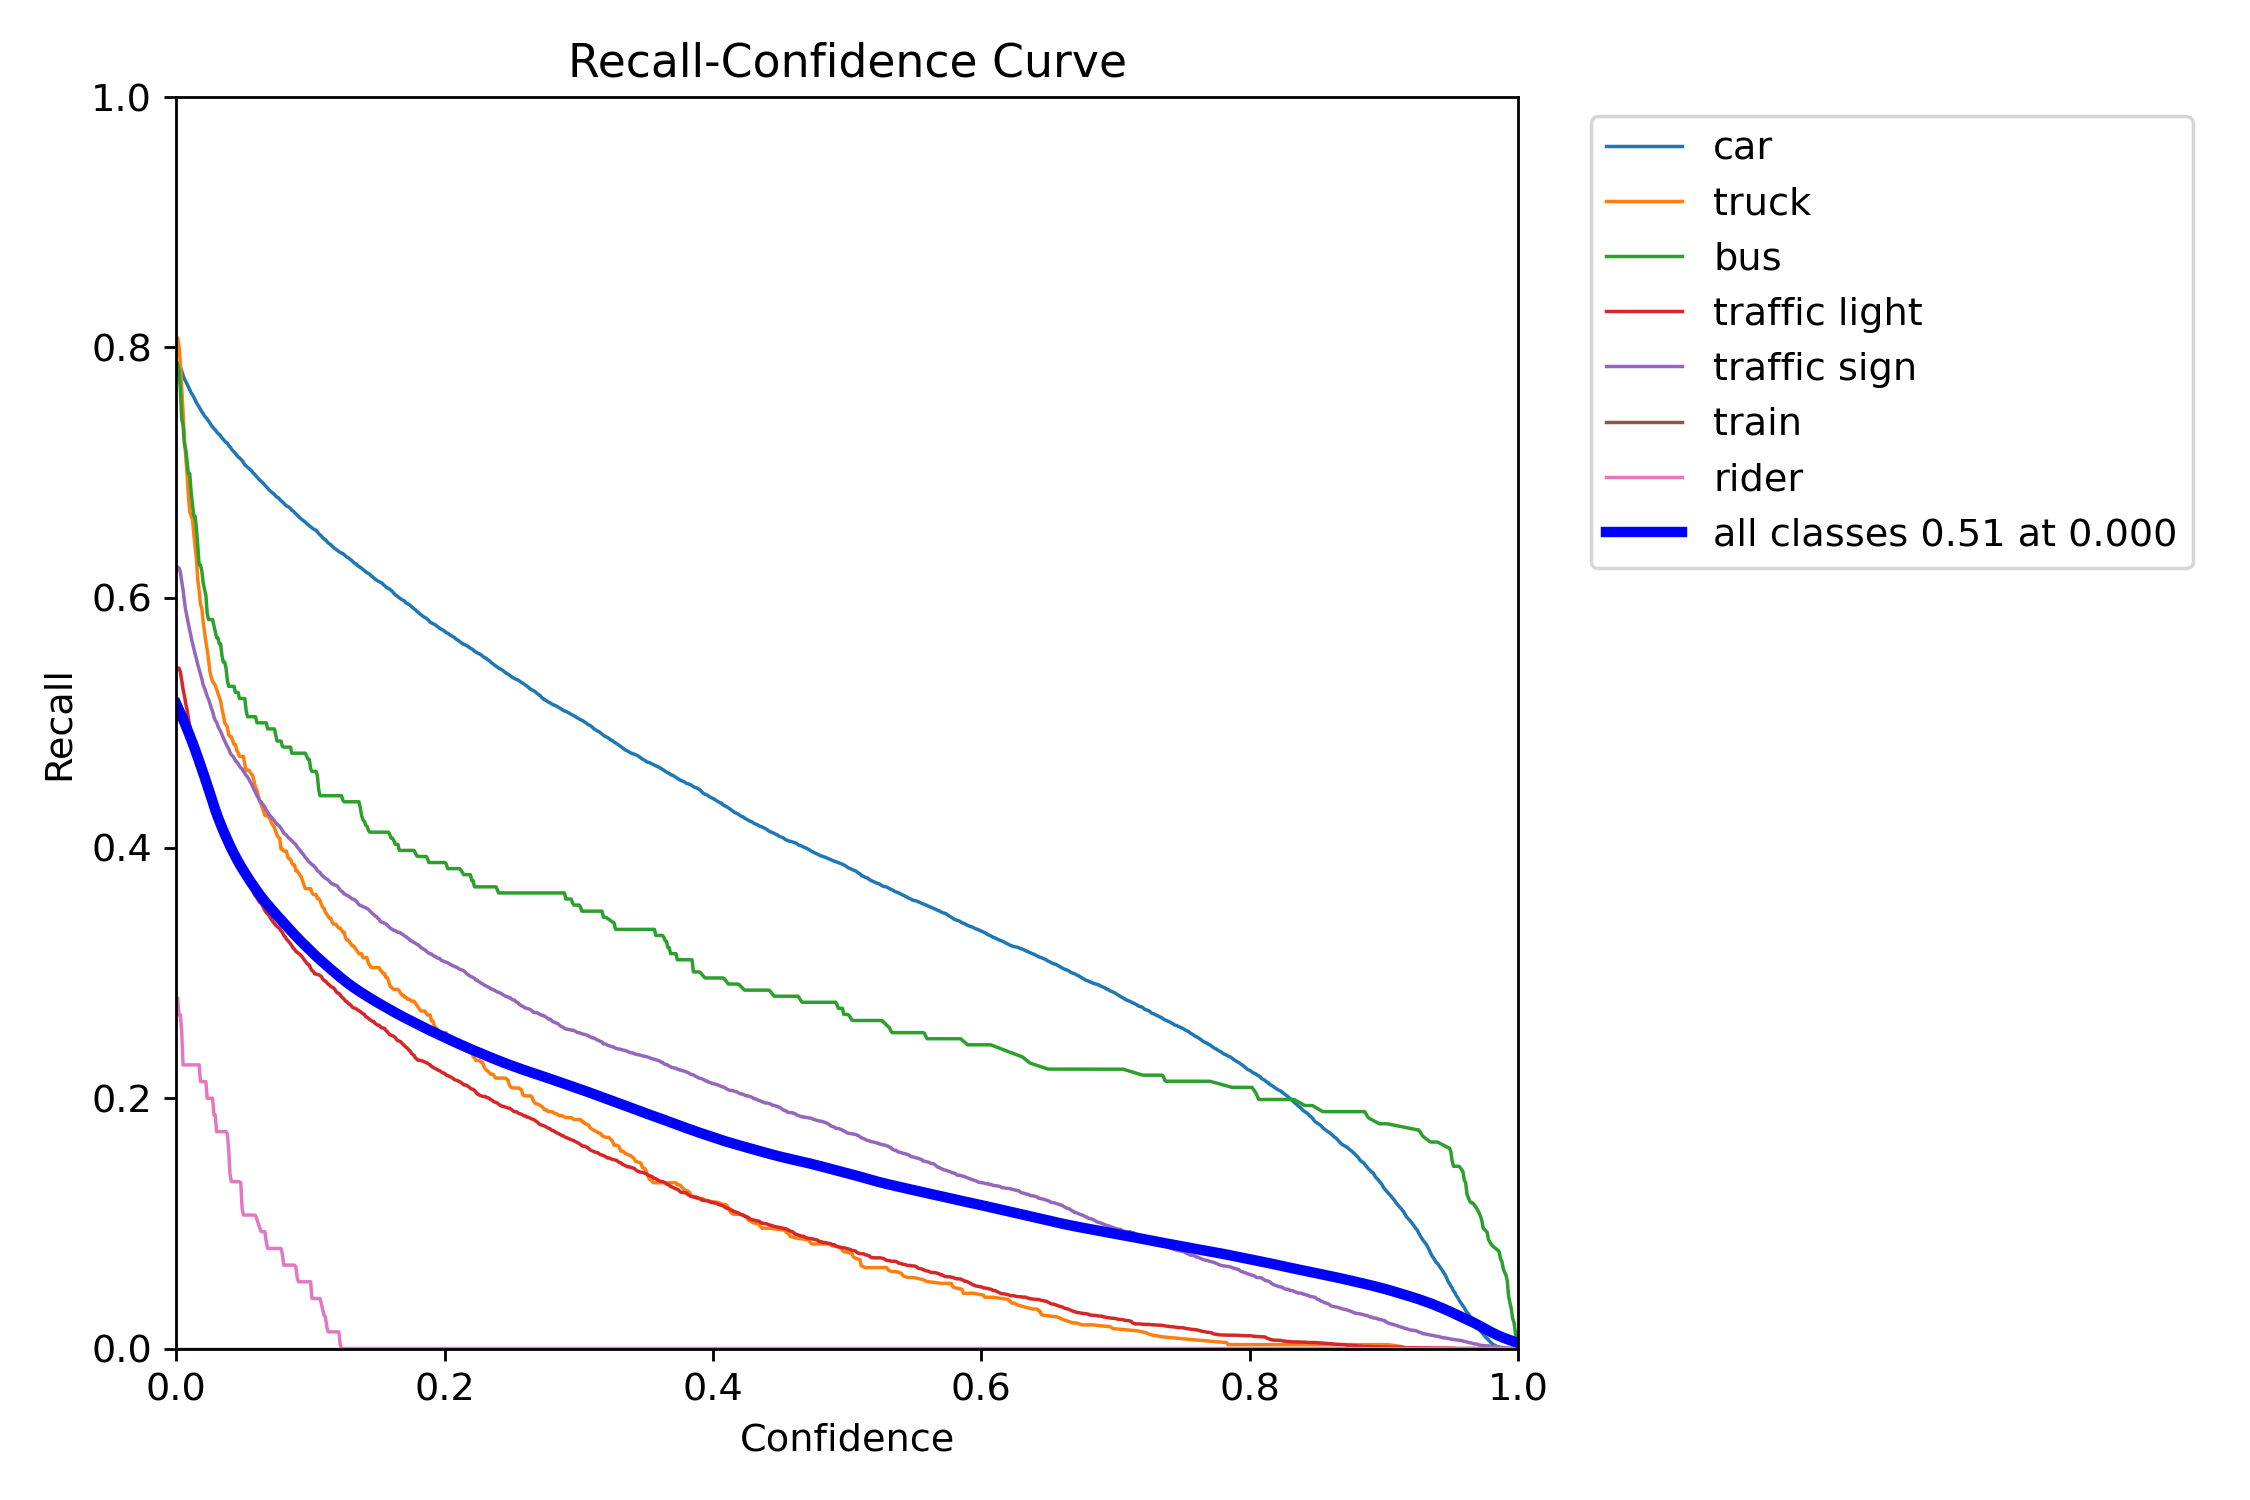 Recall-Confidence Curve
1.0
0.8
0.6
0.4
0.2
0.0
Recall
0.0 0.2 0.4 0.6 0.8 1.0
Confidence
car
truck
bus
traffic light
traffic sign
train
rider
all classes 0.51 at 0.000